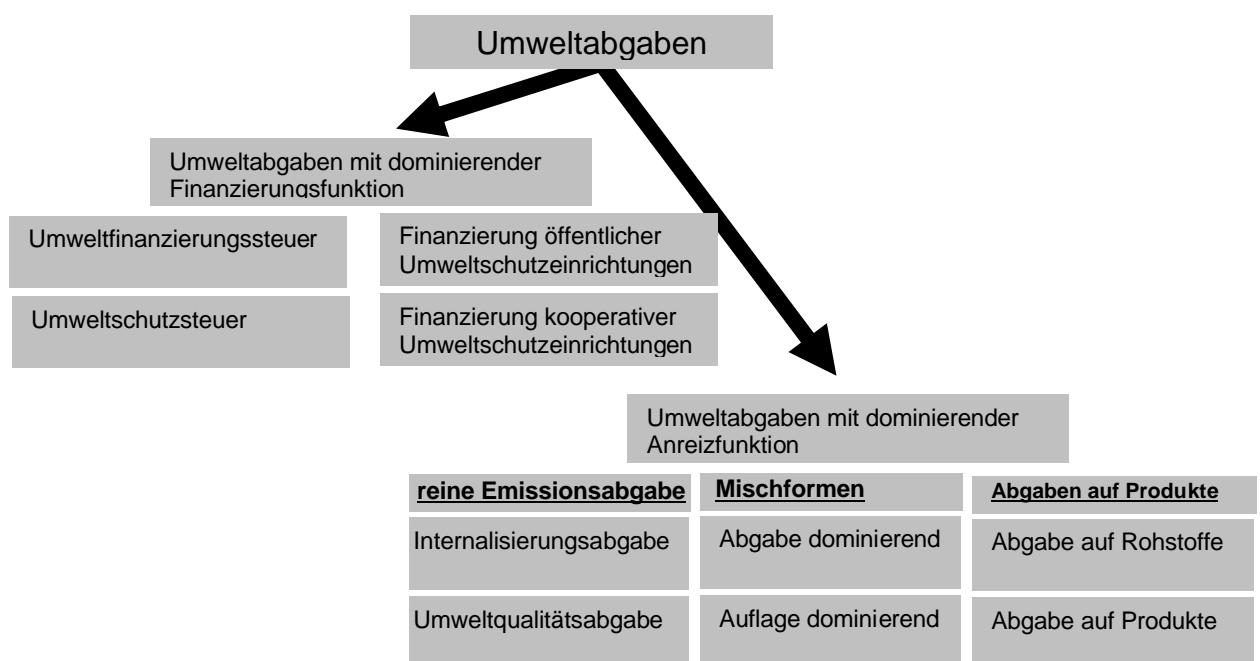 Umweltabgaben
Umweltabgaben mit dominierender
Finanzierungsfunktion
Umweltfinanzierungssteuer
Finanzierung öffentlicher
Umweltschutzeinrichtungen
Umweltschutzsteuer
Finanzierung kooperativer
Umweltschutzeinrichtungen
Umweltabgaben mit dominierender
Anreizfunktion
reine Emissionsabgabe
Mischformen
Abgaben auf Produkte
Internalisierungsabgabe
Abgabe dominierend
Abgabe auf Rohstoffe
Umweltqualitätsabgabe
Auflage dominierend
Abgabe auf Produkte